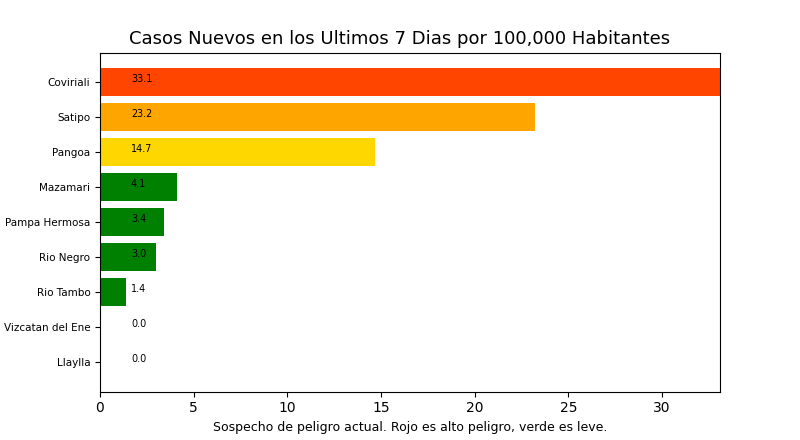 Casos Nuevos en los Ultimos 7 Dias por 100,000 Habitantes
Coviriali 33.1
Satipo 23.2
Pangoa 14.7
Mazamari 4.1
Pampa Hermosa 3.4
Rio Negro 3.0
Rio Tambo 1.4
Vizcatan del Ene 0.0
Llaylla 0.0
0 5 10 15 20 25 30
Sospecho de peligro actual. Rojo es alto peligro, verde es leve.